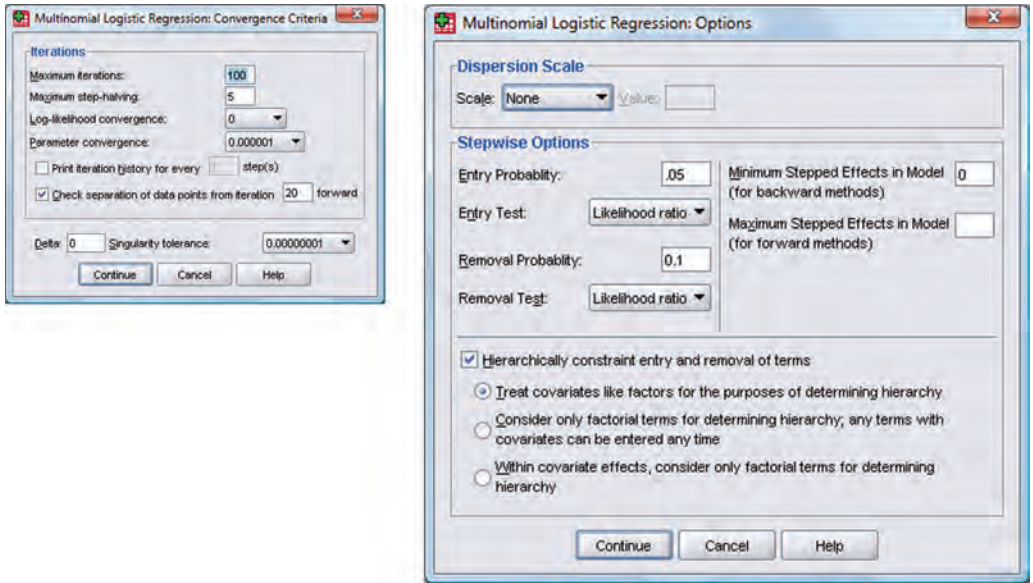 Multinomial Logistic Regression: Convergence Criteria
Iterations
Maximum iterations: 100
Maximum step-halving: 5
Log-likelihood convergence: 0
Parameter convergence: 0.000001
Print iteration history for every 1 step(s)
Check separation of data points from iteration 20 forward
Delta: 0 Singularity tolerance: 0.00000001
Continue Cancel Help
Multinomial Logistic Regression: Options
Dispersion Scale
Scale: None Value:
Stepwise Options
Entry Probablity: .05
Entry Test: Likelihood ratio
Removal Probablity: 0.1
Removal Test: Likelihood ratio
Minimum Stepped Effects in Model 0
(for backward methods)
Maximum Stepped Effects in Model
(for forward methods)
Hierarchically constraint entry and removal of terms
Treat covariates like factors for the purposes of determining hierarchy
Consider only factorial terms for determining hierarchy; any terms with
covariates can be entered any time
Within covariate effects, consider only factorial terms for determining
hierarchy
Continue Cancel Help